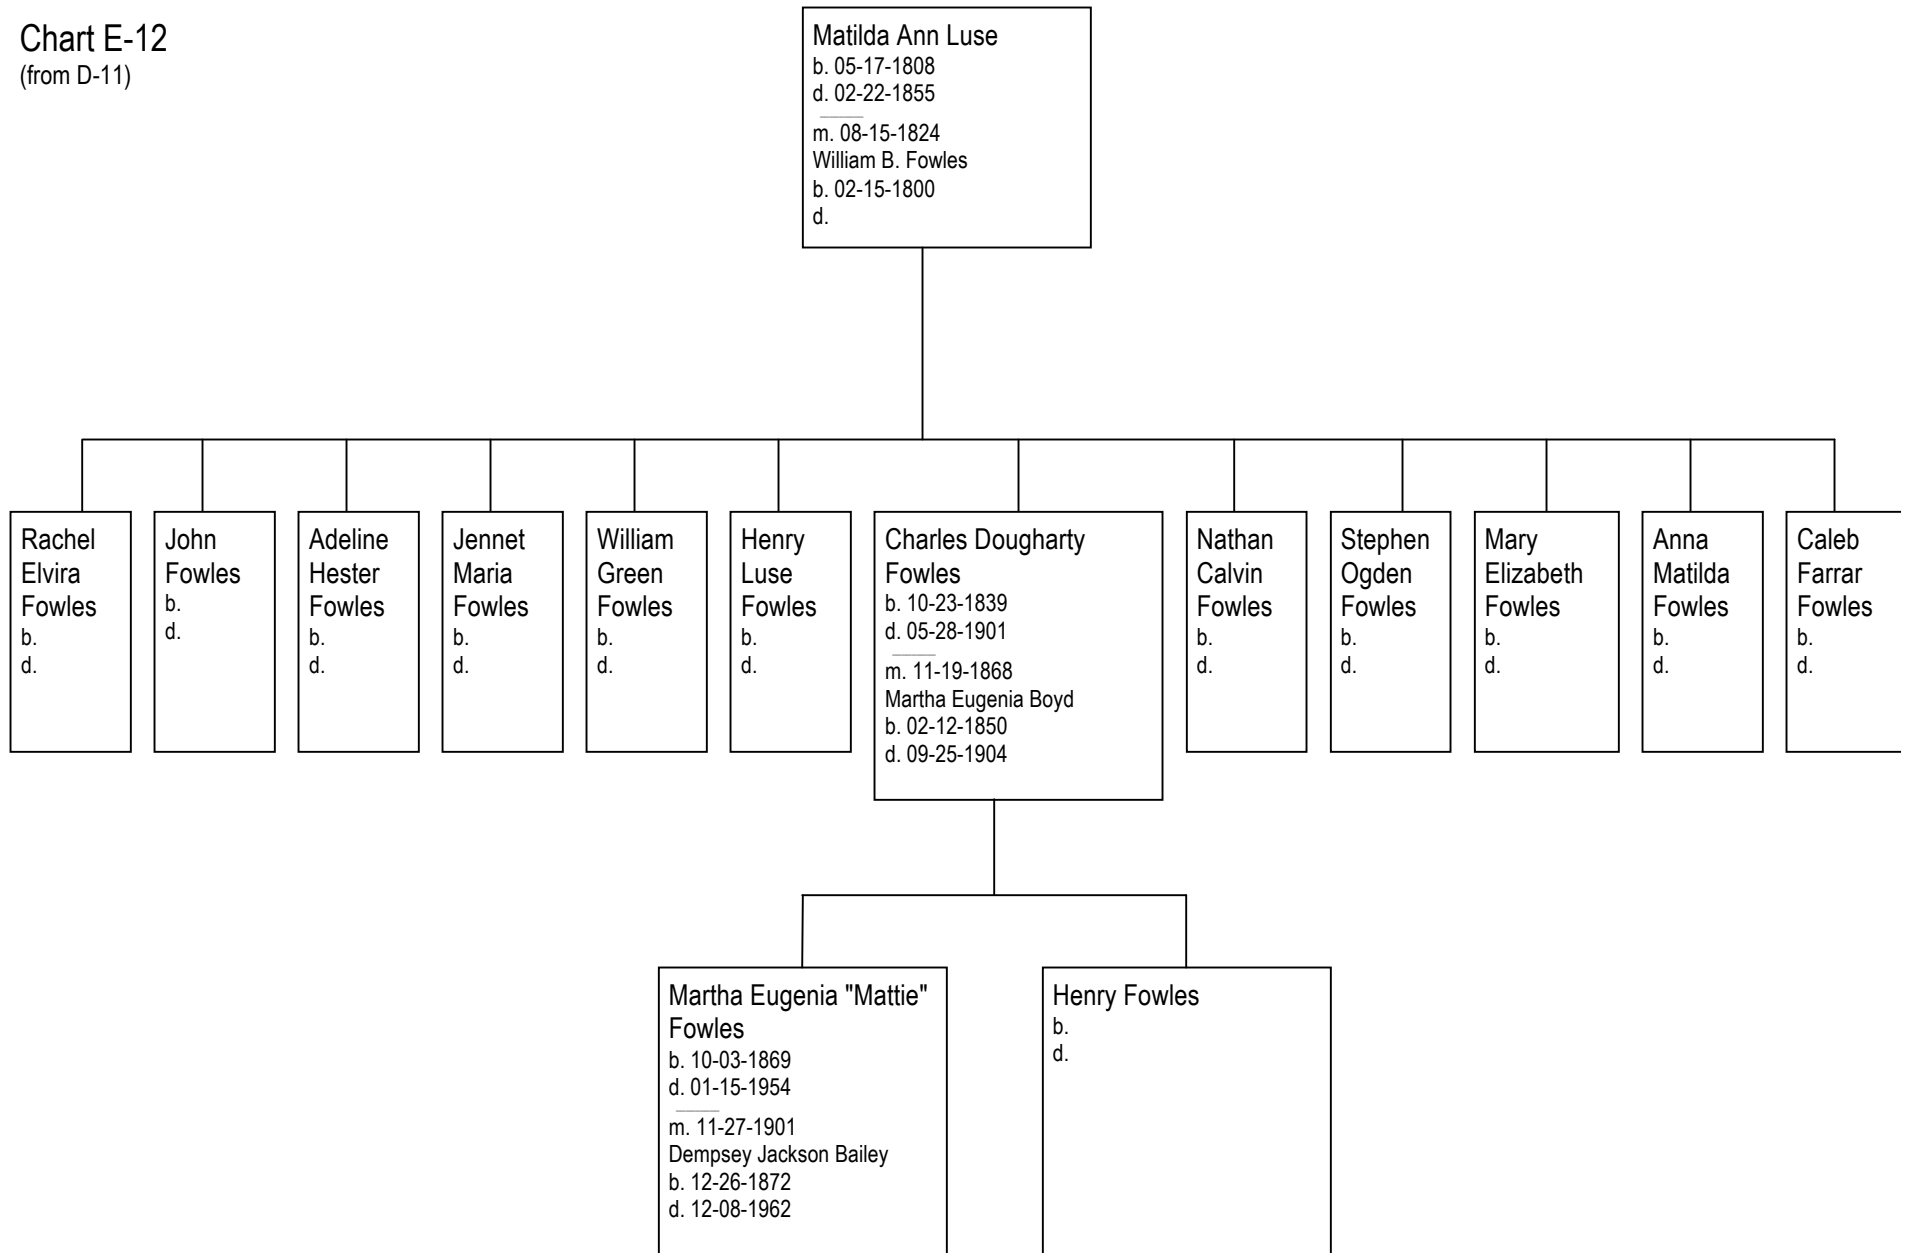 Chart E-12
(from D-11)
Matilda Ann Luse
b. 05-17-1808
d. 02-22-1855
m. 08-15-1824
William B. Fowles
b. 02-15-1800
d.
Rachel
Elvira
Fowles
b.
d.
John
Fowles
b.
d.
Adeline
Hester
Fowles
b.
d.
Jennet
Maria
Fowles
b.
d.
William
Green
Fowles
b.
d.
Henry
Luse
Fowles
b.
d.
Charles Dougharty
Fowles
b. 10-23-1839
d. 05-28-1901
m. 11-19-1868
Martha Eugenia Boyd
b. 02-12-1850
d. 09-25-1904
Nathan
Calvin
Fowles
b.
d.
Stephen
Ogden
Fowles
b.
d.
Mary
Elizabeth
Fowles
b.
d.
Anna
Matilda
Fowles
b.
d.
Caleb
Farrar
Fowles
b.
d.
Martha Eugenia "Mattie"
Fowles
b. 10-03-1869
d. 01-15-1954
m. 11-27-1901
Dempsey Jackson Bailey
b. 12-26-1872
d. 12-08-1962
Henry Fowles
b.
d.